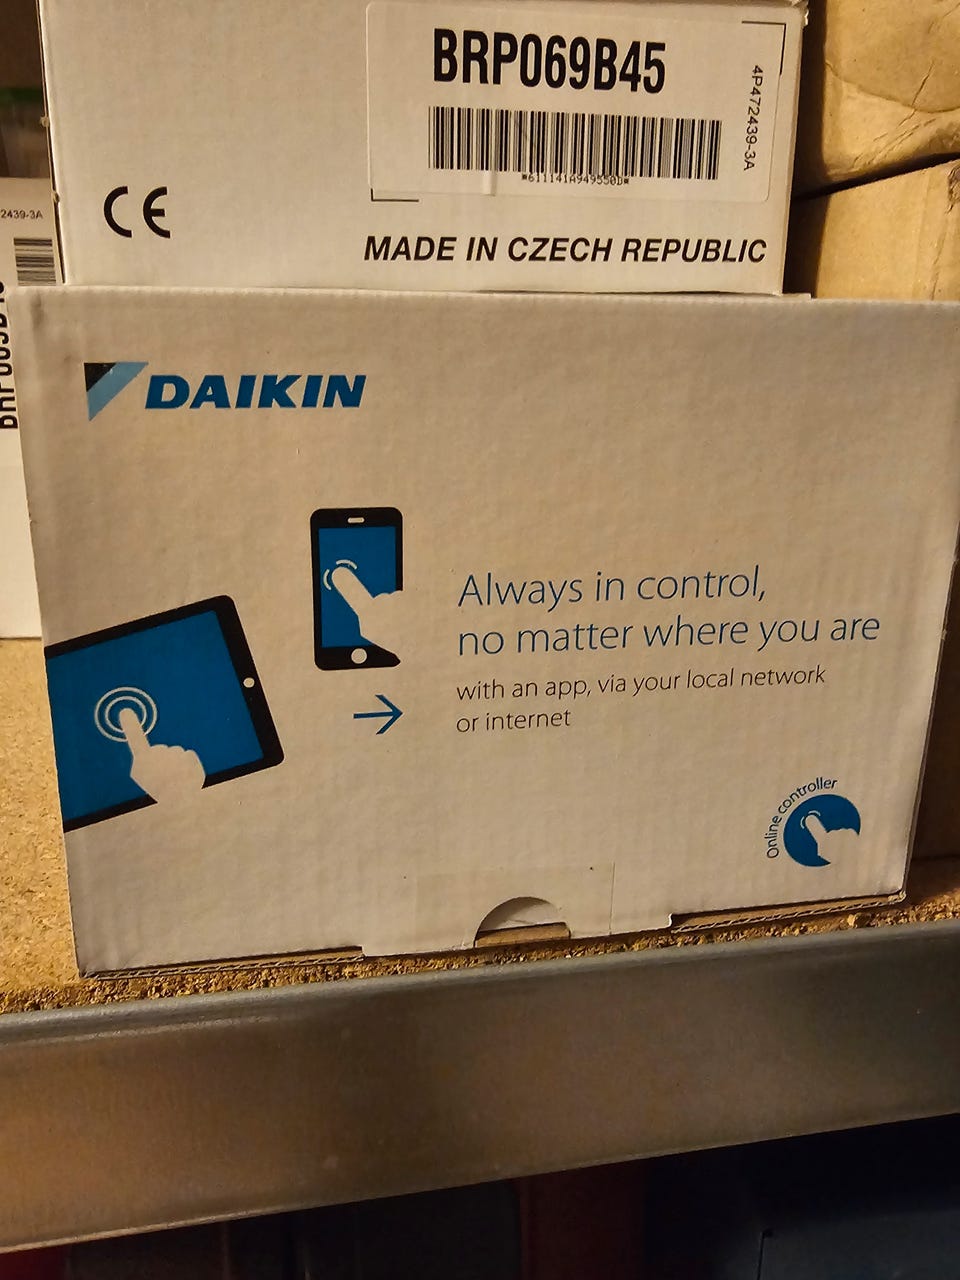 BRP069B45
4P472439-3A
*611141A949550D*
CE
MADE IN CZECH REPUBLIC
2439-3A
DAIKIN
Always in control,
no matter where you are
with an app, via your local network
or internet
Online controller